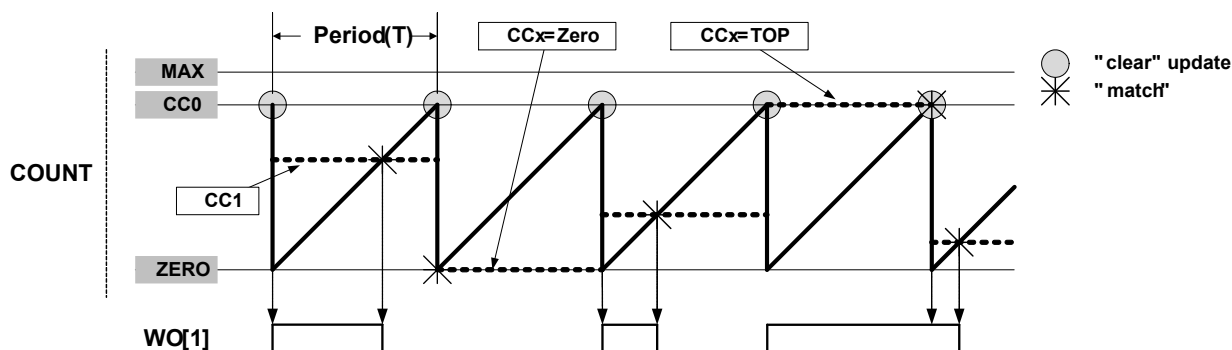 Period(T)
CCx=Zero
CCx=TOP
"clear" update
"match"
MAX
CC0
COUNT
CC1
ZERO
WO[1]